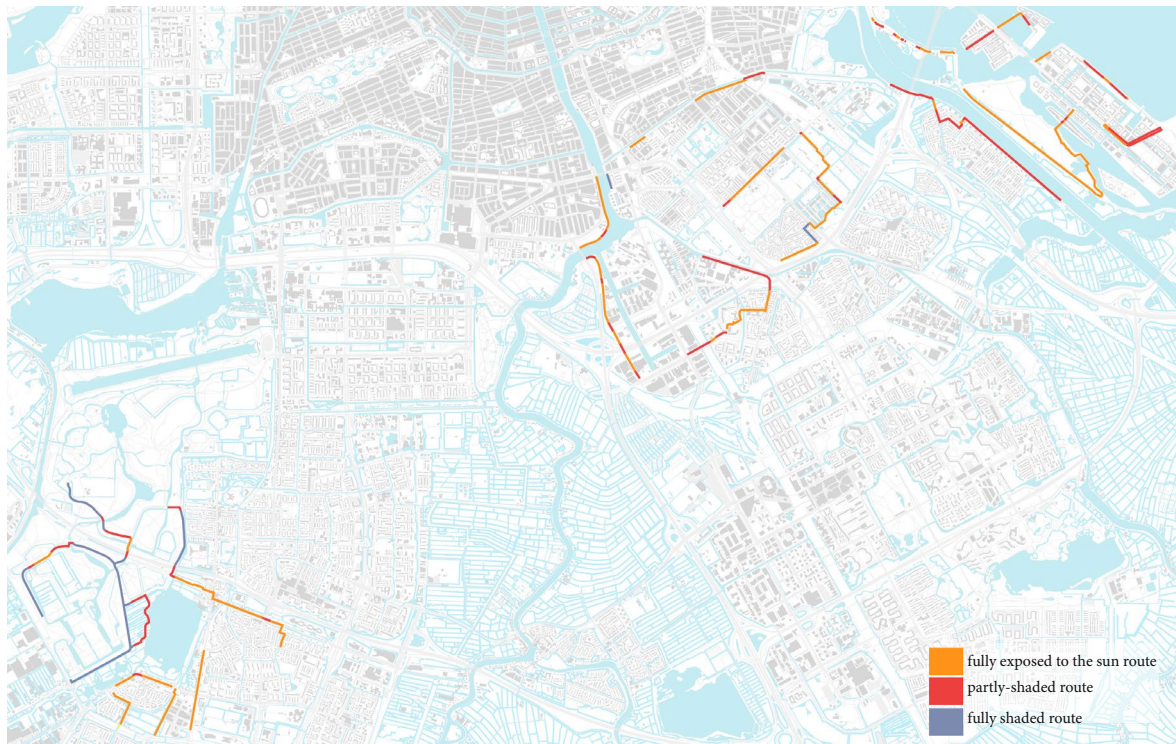 fully exposed to the sun route
partly-shaded route
fully shaded route